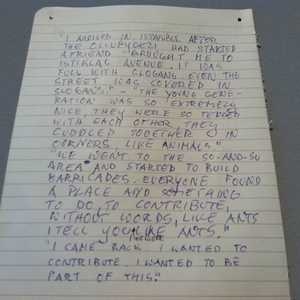 "I ARRIVED IN ISTANBUL AFTER
THE HAD STARTED
A FRIEND BROUGHT ME TO
ISTIKLAL AVENUE. IT WAS
FULL WITH SLOGANS. EVEN THE
STREET WAS COVERED IN
SLOGANS." - "THE YOUNG GENE-
RATION WAS SO EXTREMELY
NICE, THEY WERE SO TENDER
WITH EACH OTHER. THEY
CUDDLED TOGETHER IN
CORNERS, LIKE ANIMALS."
"WE WENT TO THE SO-AND-SO
AREA AND STARTED TO BUILD
BARRICADES. EVERYONE FOUND
A PLACE AND SOMETHING
TO DO, TO CONTRIBUTE,
WITHOUT WORDS, LIKE ANTS
I TELL YOU, LIKE ANTS."
"I CAME BACK BECAUSE I WANTED TO
CONTRIBUTE. I WANTED TO BE
PART OF THIS."